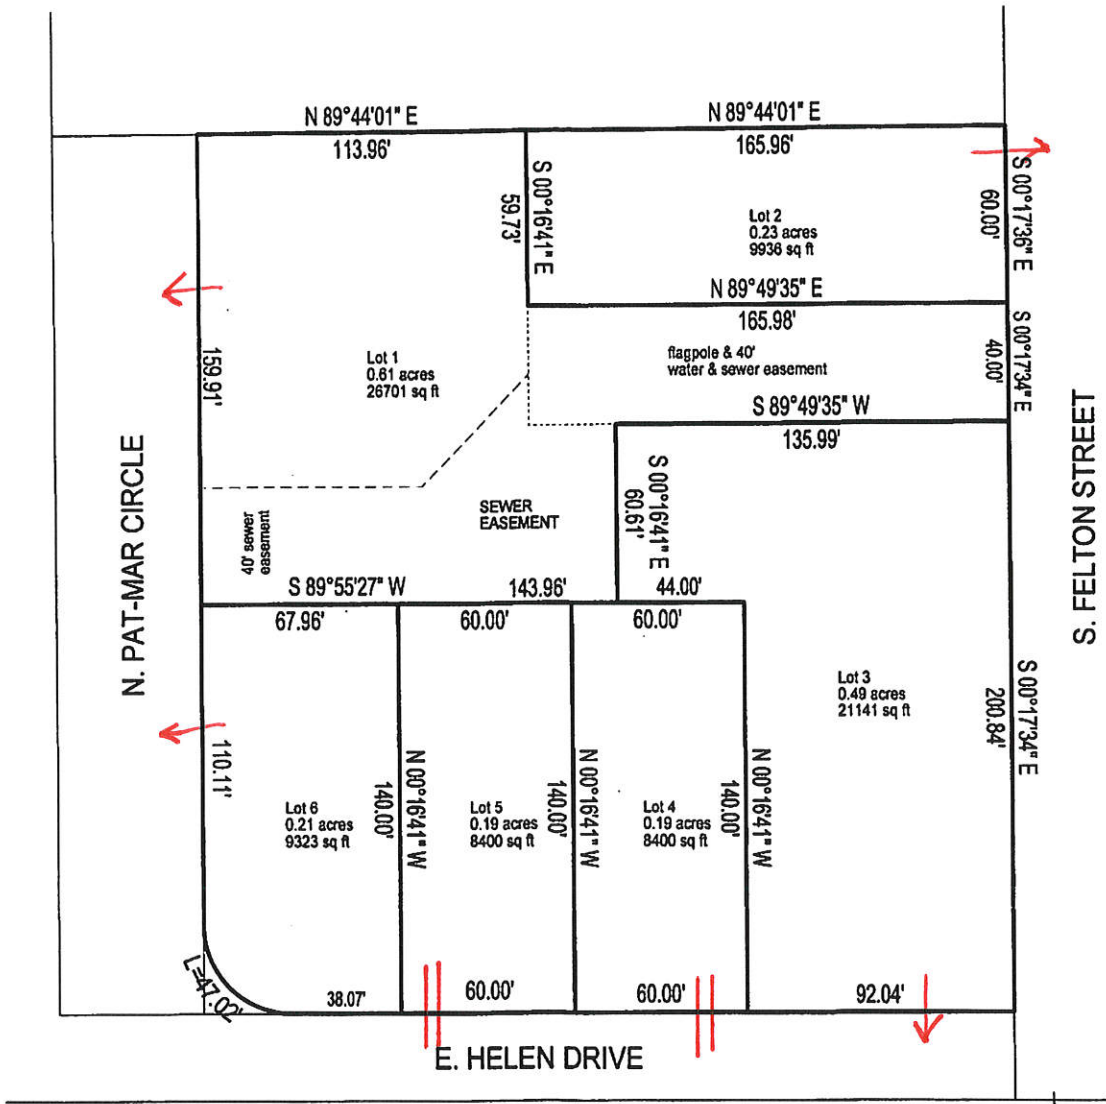 N 89°44'01" E
113.96'
N 89°44'01" E
165.96'
S 00°16'41" E
59.73'
Lot 2
0.23 acres
9936 sq ft
S 00°17'36" E
60.00'
N 89°49'35" E
165.98'
159.91'
Lot 1
0.61 acres
26701 sq ft
flagpole & 40'
water & sewer easement
S 00°17'34" E
40.00'
S 89°49'35" W
135.99'
N. PAT-MAR CIRCLE
S. FELTON STREET
40' sewer
easement
SEWER
EASEMENT
S 00°16'41" E
60.61'
S 89°55'27" W
143.96'
44.00'
67.96'
60.00'
60.00'
Lot 3
0.49 acres
21141 sq ft
S 00°17'34" E
200.84'
110.11'
Lot 6
0.21 acres
9323 sq ft
N 00°16'41" W
140.00'
Lot 5
0.19 acres
8400 sq ft
N 00°16'41" W
140.00'
Lot 4
0.19 acres
8400 sq ft
N 00°16'41" W
140.00'
L=47.02'
38.07'
60.00'
60.00'
92.04'
E. HELEN DRIVE